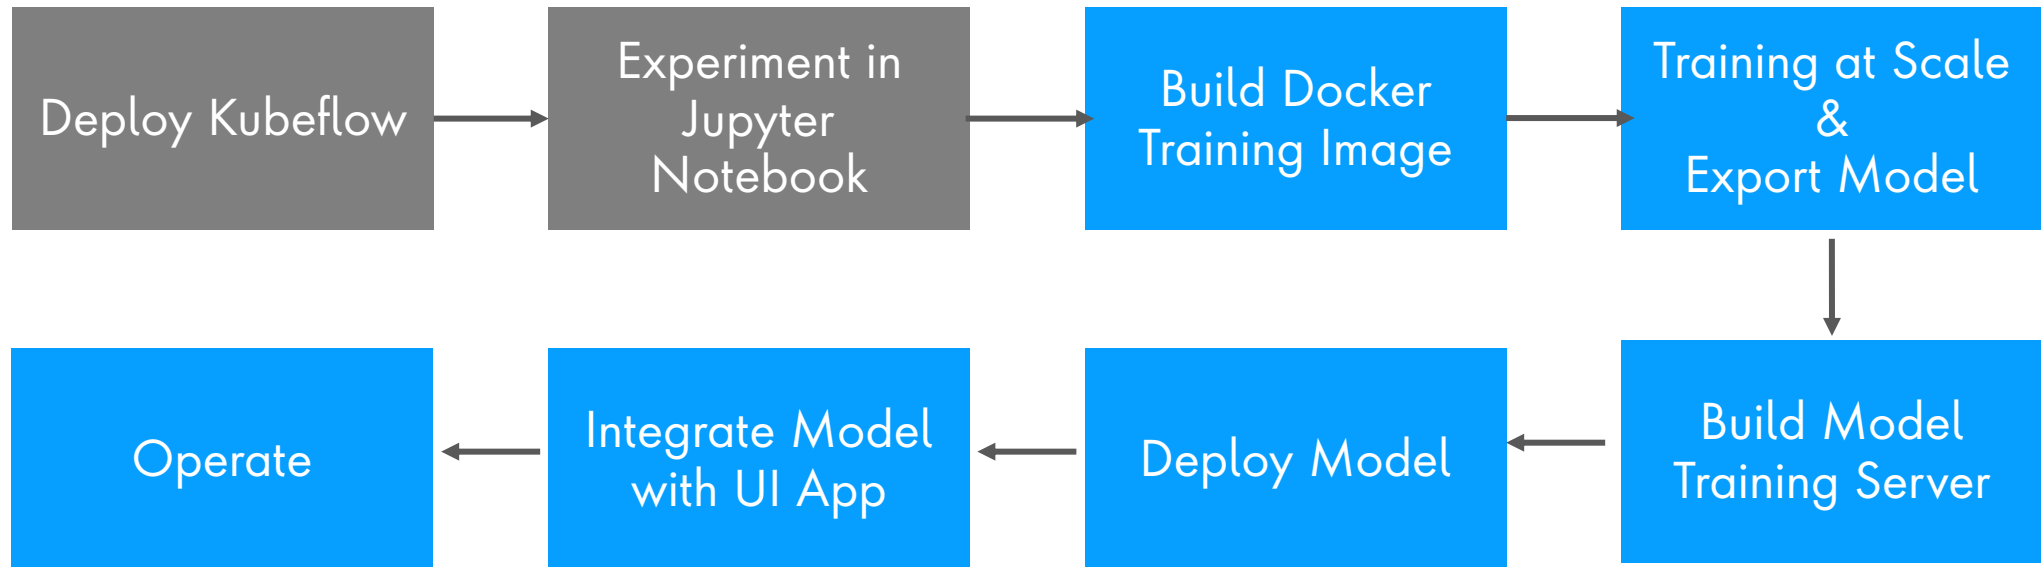 Deploy Kubeflow
Experiment in
Jupyter
Notebook
Build Docker
Training Image
Training at Scale
&
Export Model
Build Model
Training Server
Deploy Model
Integrate Model
with UI App
Operate